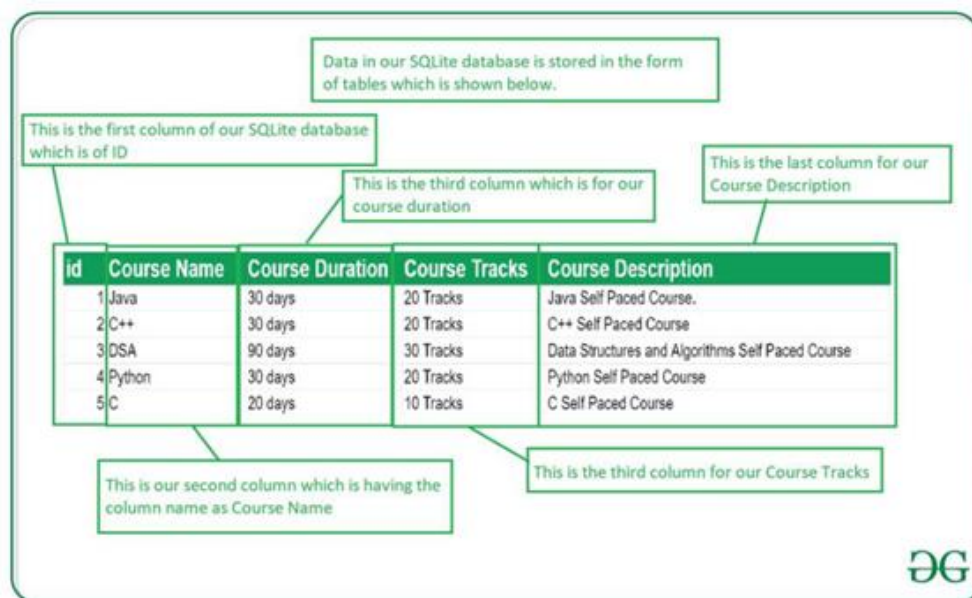 Data in our SQLite database is stored in the form
of tables which is shown below.
This is the first column of our SQLite database
which is of ID
This is the third column which is for our
course duration
This is the last column for our
Course Description
id Course Name Course Duration Course Tracks Course Description
1 Java 30 days 20 Tracks Java Self Paced Course.
2 C++ 30 days 20 Tracks C++ Self Paced Course
3 DSA 90 days 30 Tracks Data Structures and Algorithms Self Paced Course
4 Python 30 days 20 Tracks Python Self Paced Course
5 C 20 days 10 Tracks C Self Paced Course
This is our second column which is having the
column name as Course Name
This is the third column for our Course Tracks